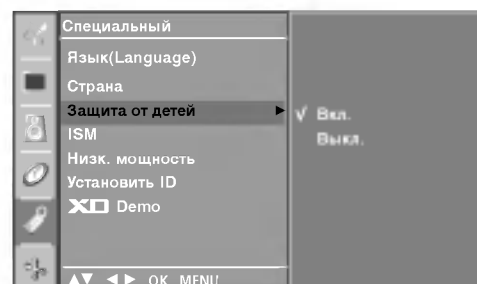 Специальный
Язык(Language)
Страна
Защита от детей
ISM
Низк. мощность
Установить ID
XD Demo
√ Вкл.
Выкл.
▲▼ ◄► OK MENU